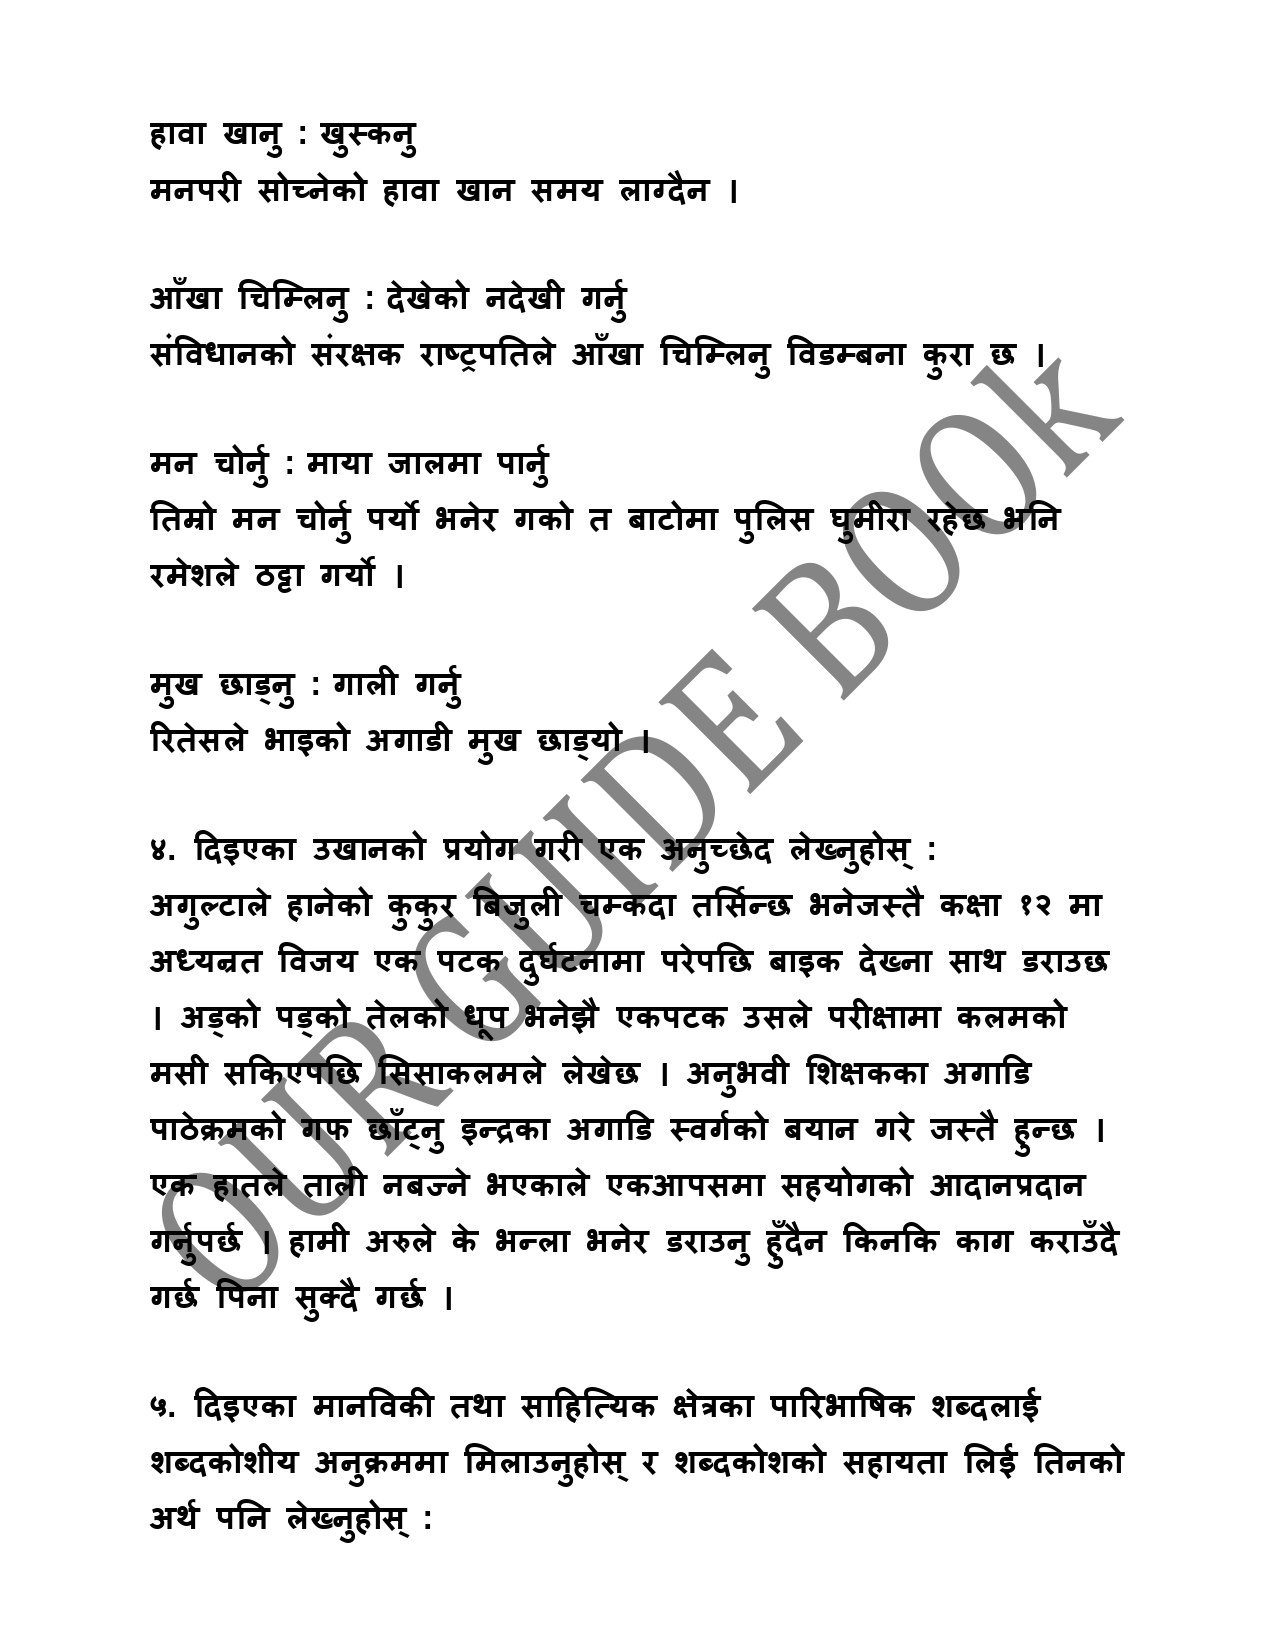 हावा खानु : खुस्कनु
मनपरी सोच्नेको हावा खान समय लाग्दैन ।
आँखा चिम्लिनु : देखेको नदेखी गर्नु
संविधानको संरक्षक राष्ट्रपतिले आँखा चिम्लिनु विडम्बना कुरा छ ।
मन चोर्नु : माया जालमा पार्नु
तिम्रो मन चोर्नु पर्यो भनेर गको त बाटोमा पुलिस घुमीरा रहेछ भनि
रमेशले ठट्टा गर्यो ।
मुख छाड्नु : गाली गर्नु
रितेसले भाइको अगाडी मुख छाड्यो ।
४. दिइएका उखानको प्रयोग गरी एक अनुच्छेद लेख्नुहोस् :
अगुल्टाले हानेको कुकुर बिजुली चम्कदा तर्सिन्छ भनेजस्तै कक्षा १२ मा
अध्यन्रत विजय एक पटक दुर्घटनामा परेपछि बाइक देख्ना साथ डराउछ
। अड्को पड्को तेलको धूप भनेझै एकपटक उसले परीक्षामा कलमको
मसी सकिएपछि सिसाकलमले लेखेछ । अनुभवी शिक्षकका अगाडि
पाठेक्रमको गफ छाँट्नु इन्द्रका अगाडि स्वर्गको बयान गरे जस्तै हुन्छ ।
एक हातले ताली नबज्ने भएकाले एकआपसमा सहयोगको आदानप्रदान
गर्नुपर्छ । हामी अरुले के भन्ला भनेर डराउनु हुँदैन किनकि काग कराउँदै
गर्छ पिना सुक्दै गर्छ ।
५. दिइएका मानविकी तथा साहित्यिक क्षेत्रका पारिभाषिक शब्दलाई
शब्दकोशीय अनुक्रममा मिलाउनुहोस् र शब्दकोशको सहायता लिई तिनको
अर्थ पनि लेख्नुहोस् :
OUR GUIDE BOOk